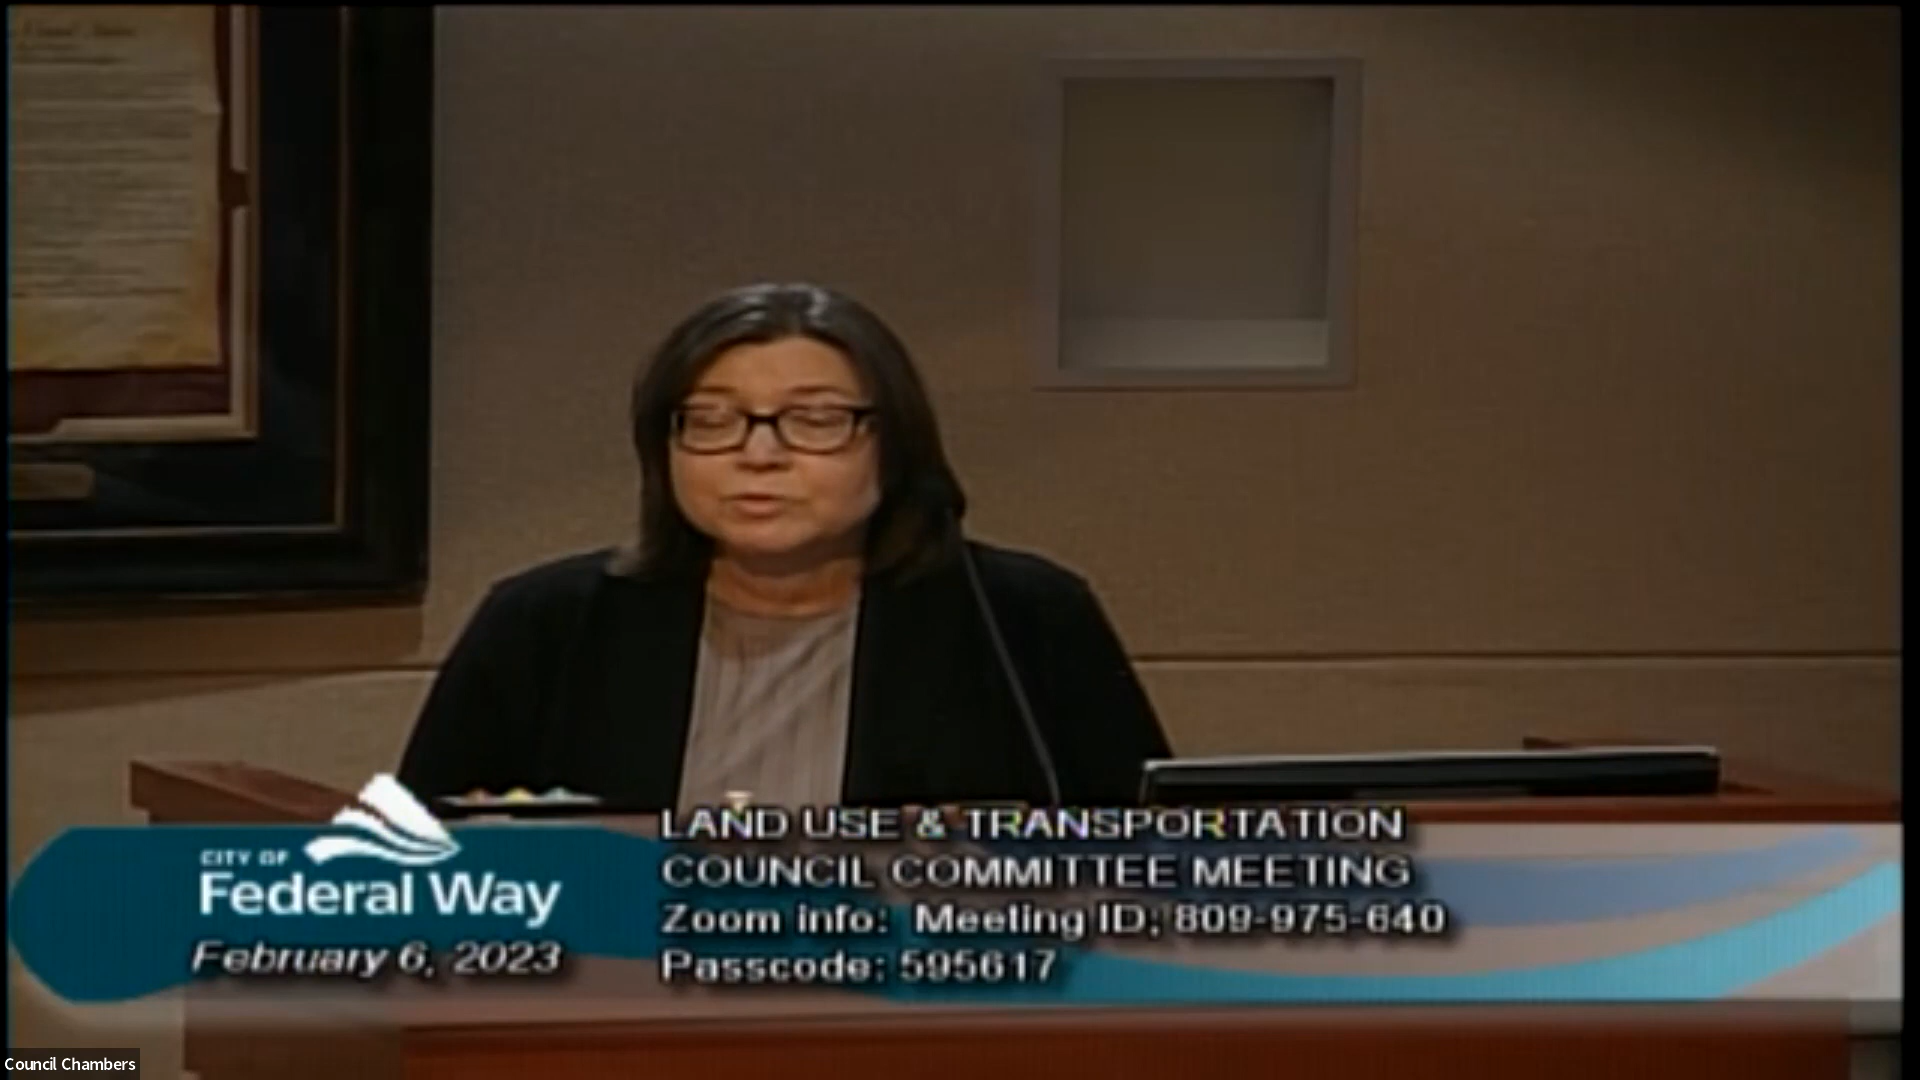 LAND USE & TRANSPORTATION
COUNCIL COMMITTEE MEETING
Zoom info: Meeting ID; 809-975-640
Passcode; 595617
CITY OF
Federal Way
February 6, 2023
Council Chambers